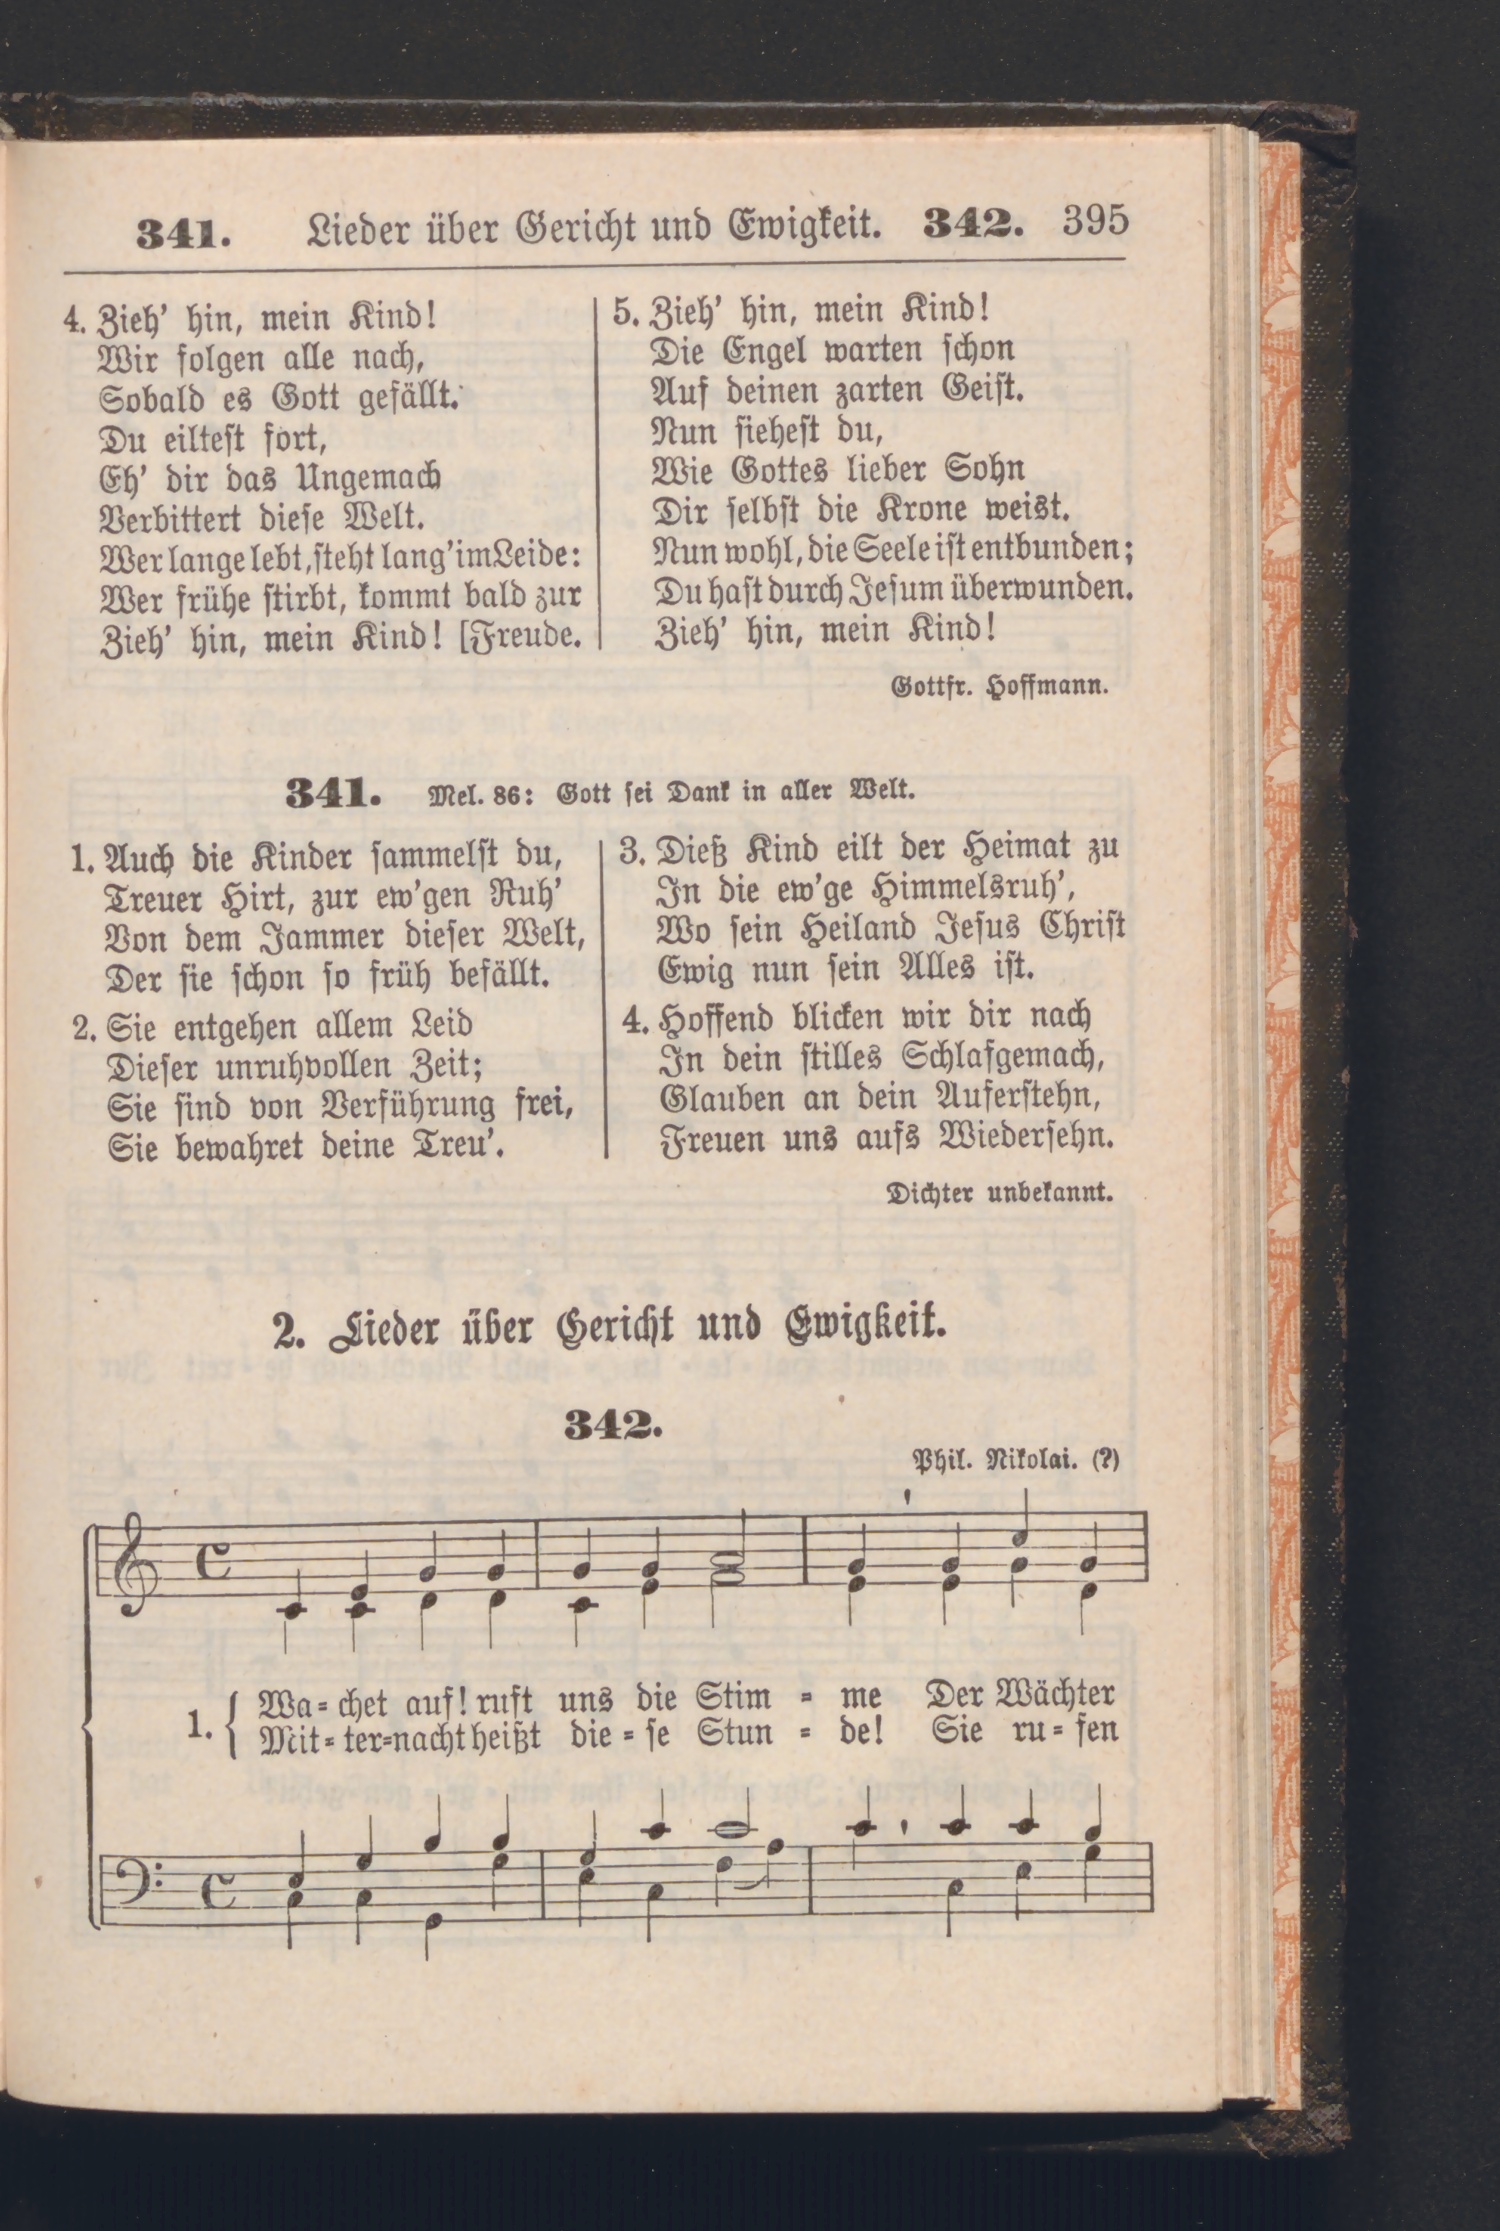 341. Lieder über Gericht und Ewigkeit. 342. 395
4. Zieh' hin, mein Kind!
Wir folgen alle nach,
Sobald es Gott gefällt.
Du eiltest fort,
Eh' dir das Ungemach
Verbittert diese Welt.
Wer lange lebt, steht lang' im Leide:
Wer frühe stirbt, kommt bald zur
Zieh' hin, mein Kind! [Freude.
5. Zieh' hin, mein Kind!
Die Engel warten schon
Auf deinen zarten Geist.
Nun siehest du,
Wie Gottes lieber Sohn
Dir selbst die Krone weist.
Nun wohl, die Seele ist entbunden;
Du hast durch Jesum überwunden.
Zieh' hin, mein Kind!
Gottfr. Hoffmann.
341. Mel. 86: Gott sei Dank in aller Welt.
1. Auch die Kinder sammelst du,
Treuer Hirt, zur ew'gen Ruh'
Von dem Jammer dieser Welt,
Der sie schon so früh befällt.
2. Sie entgehen allem Leid
Dieser unruhvollen Zeit;
Sie sind von Verführung frei,
Sie bewahret deine Treu'.
3. Dieß Kind eilt der Heimat zu
In die ew'ge Himmelsruh',
Wo sein Heiland Jesus Christ
Ewig nun sein Alles ist.
4. Hoffend blicken wir dir nach
In dein stilles Schlafgemach,
Glauben an dein Auferstehn,
Freuen uns aufs Wiedersehn.
Dichter unbekannt.
2. Lieder über Gericht und Ewigkeit.
342.
Phil. Nikolai. (?)
1. { Wa-chet auf! ruft uns die Stim - me Der Wächter
Mit-ter-nacht heißt die-se Stun - de! Sie ru-fen